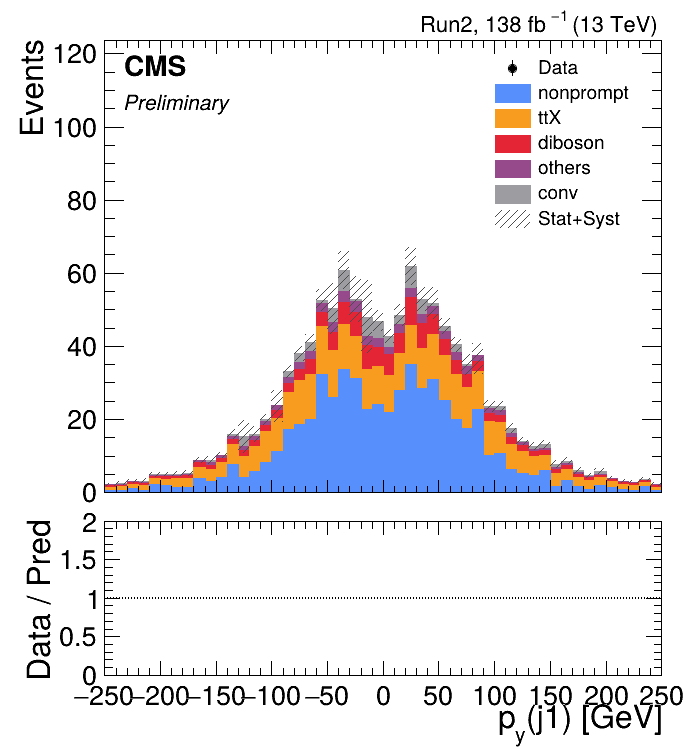 Run2, 138 fb⁻¹ (13 TeV)
CMS
Preliminary
Events
120
100
80
60
40
20
0
Data
nonprompt
ttX
diboson
others
conv
Stat+Syst
Data / Pred
2
1.5
1
0.5
0
−250 −200 −150 −100 −50 0 50 100 150 200 250
p_y(j1) [GeV]